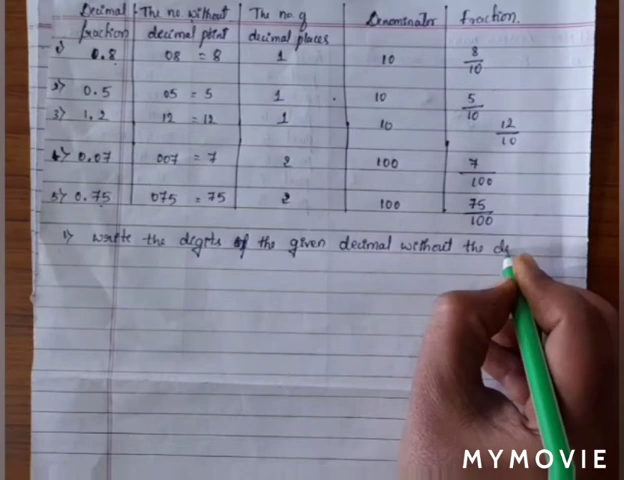 Decimal fraction | The no. without decimal point | The no. of decimal places | Denominator | fraction.
1) 0.8 | 08 = 8 | 1 | 10 | 8/10
2) 0.5 | 05 = 5 | 1 | 10 | 5/10
3) 1.2 | 12 = 12 | 1 | 10 | 12/10
4) 0.07 | 007 = 7 | 2 | 100 | 7/100
5) 0.75 | 075 = 75 | 2 | 100 | 75/100
1) write the digits of the given decimal without the de
MYMOVIE